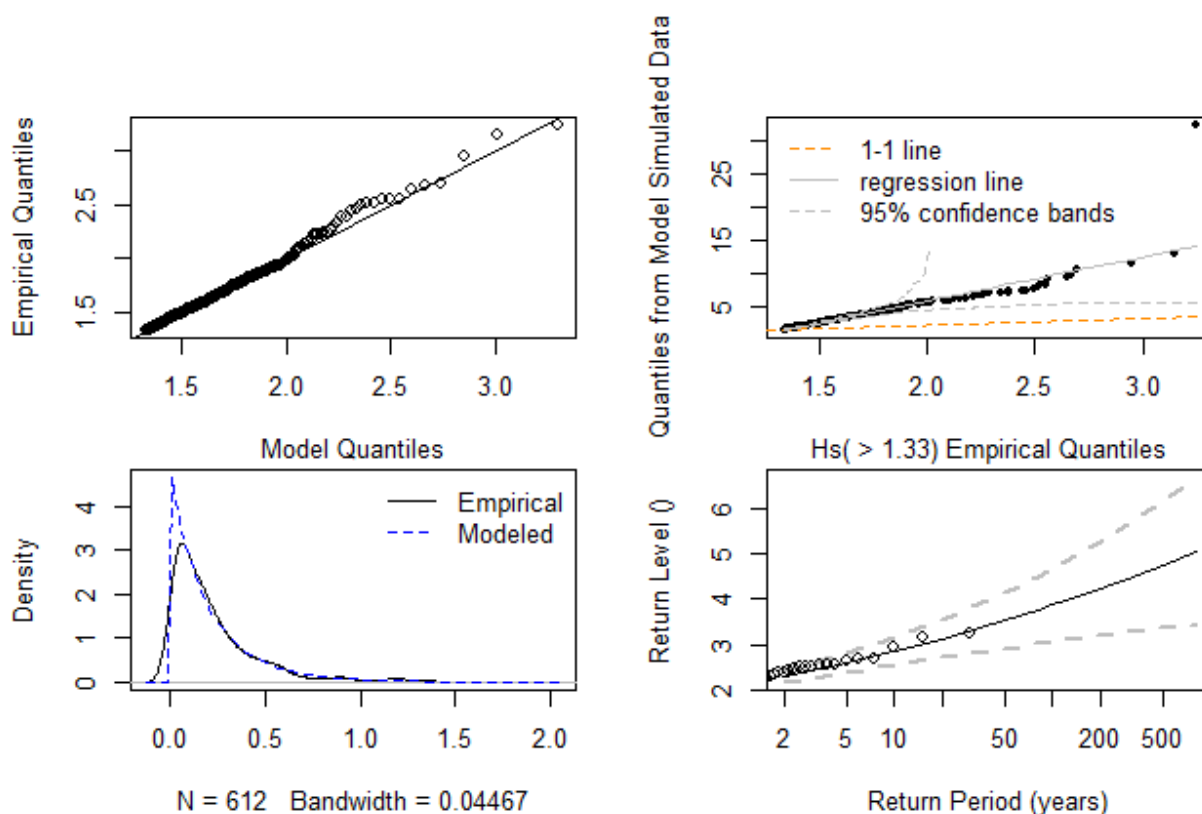 Empirical Quantiles
1.5 2.5
1.5 2.0 2.5 3.0
Model Quantiles
Quantiles from Model Simulated Data
5 15 25
1-1 line
regression line
95% confidence bands
1.5 2.0 2.5 3.0
Hs( > 1.33) Empirical Quantiles
Density
0 1 2 3 4
Empirical
Modeled
0.0 0.5 1.0 1.5 2.0
N = 612 Bandwidth = 0.04467
Return Level ()
2 3 4 5 6
2 5 10 50 200 500
Return Period (years)